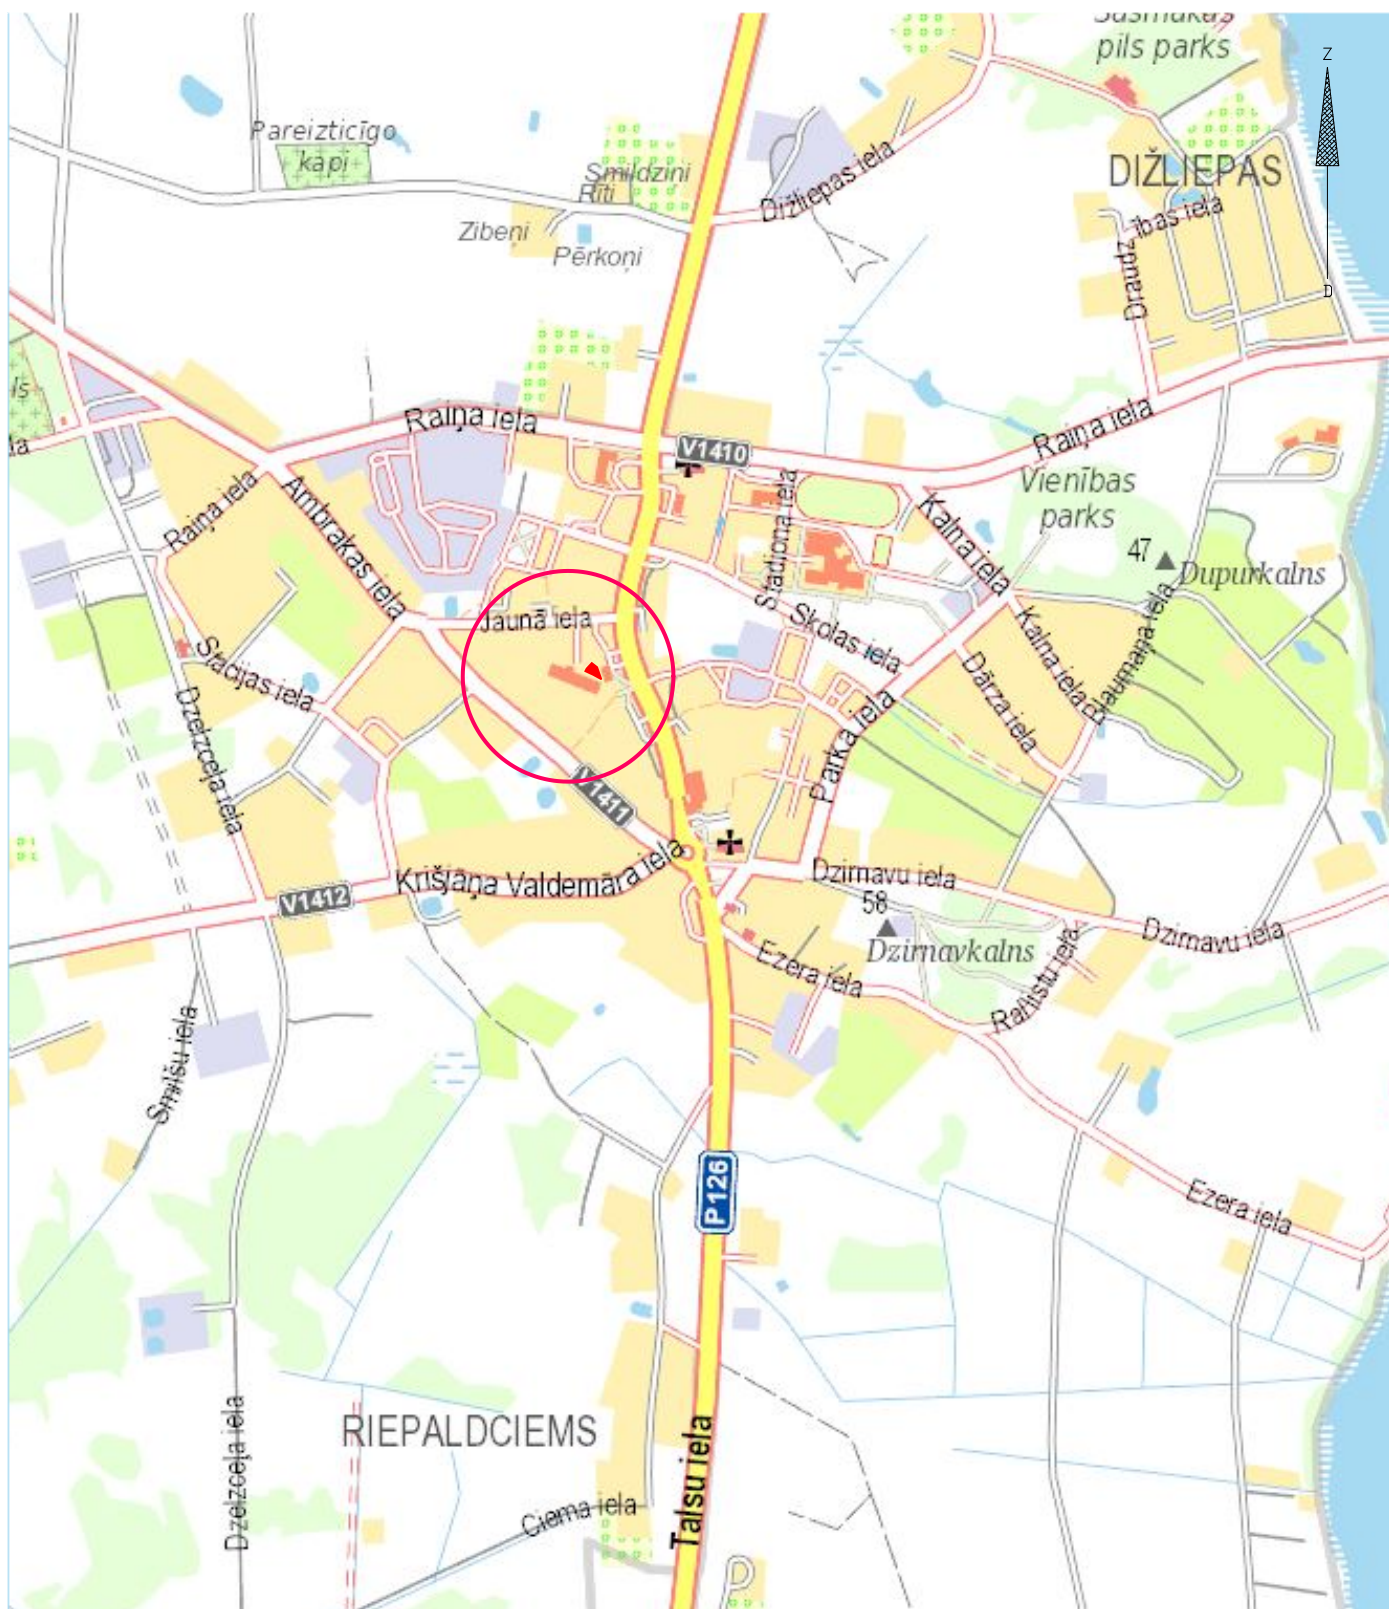 Sasmakas
pils parks
Z
Pareizticīgo
kapi
Smildziņi
Rīti
Dižliepas iela
DIŽLIEPAS
Zibeņi
Pērkoņi
Draudzības iela
D
Raiņa iela
V1410
Raiņa iela
Vienības
parks
Raiņa iela
Ambrakas iela
Stadiona iela
Kalna iela
47
Dupurkalns
Jaunā iela
Skolas iela
Kalna iela
Blaumaņa iela
Stacijas iela
Dārza iela
Dzelzceļa iela
Parka iela
V1411
Krišjāņa Valdemāra iela
V1412
Dzirnavu iela
58
Dzirnavkalns
Dzirnavu iela
Ezera iela
Smilšu iela
P126
Ezera iela
RIEPALDCIEMS
Dzelzceļa iela
Talsu iela
Ciema iela
P